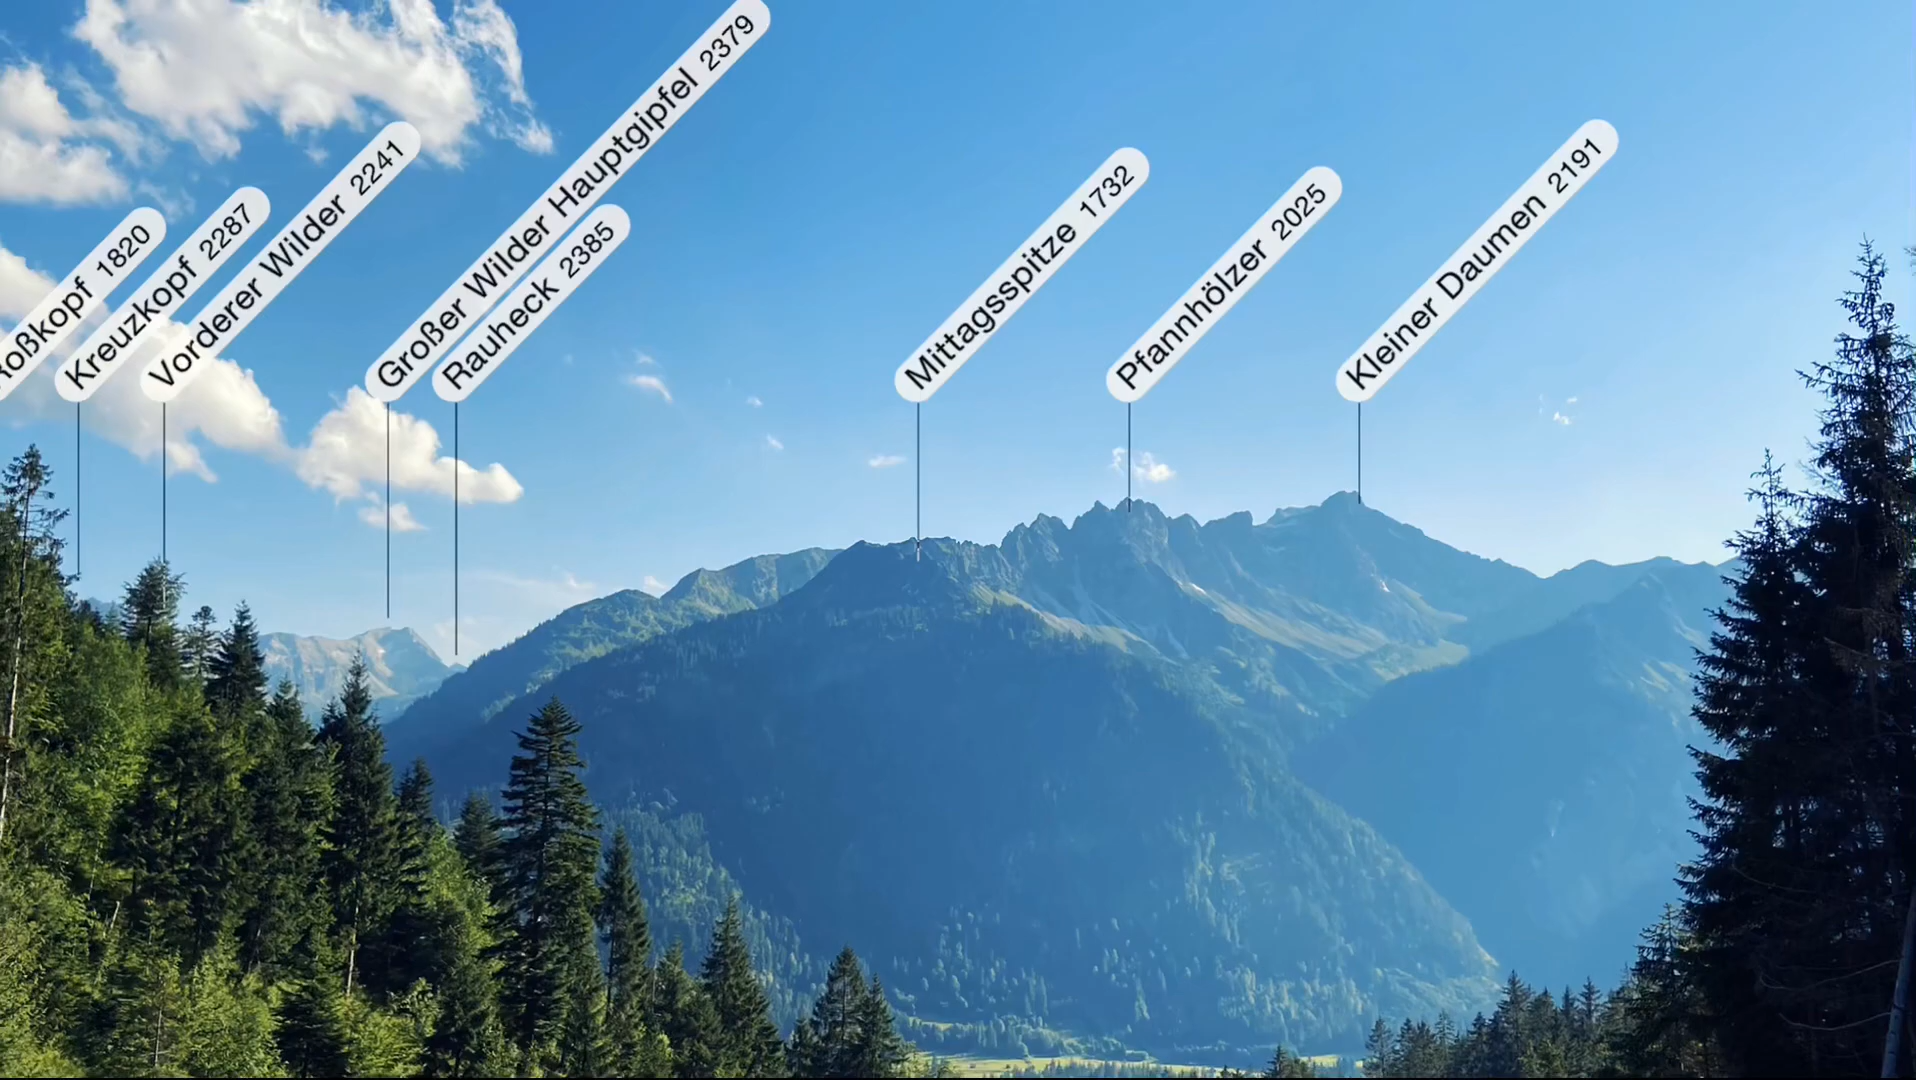 oßkopf 1820
Kreuzkopf 2287
Vorderer Wilder 2241
Großer Wilder Hauptgipfel 2379
Rauheck 2385
Mittagsspitze 1732
Pfannhölzer 2025
Kleiner Daumen 2191